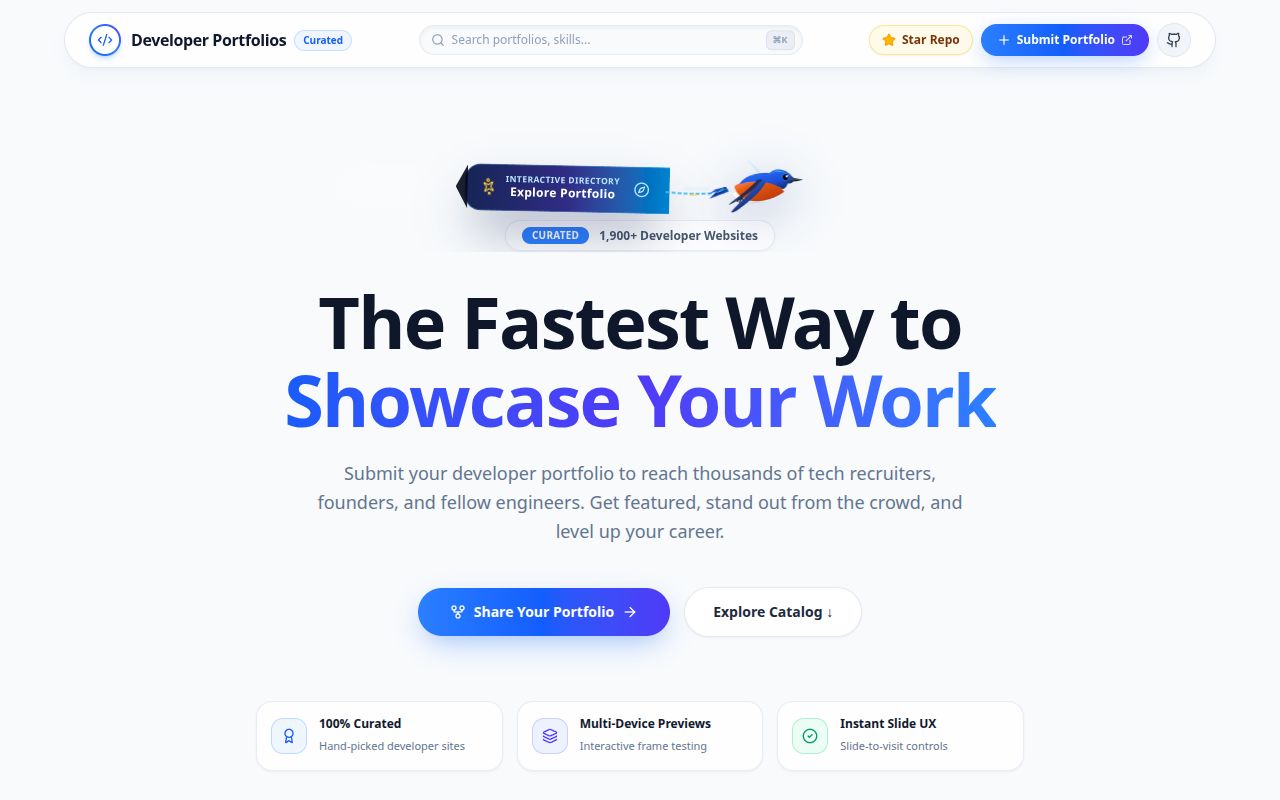 Developer Portfolios Curated
Search portfolios, skills...
⌘K
Star Repo
Submit Portfolio
INTERACTIVE DIRECTORY
Explore Portfolio
CURATED 1,900+ Developer Websites
The Fastest Way to
Showcase Your Work
Submit your developer portfolio to reach thousands of tech recruiters,
founders, and fellow engineers. Get featured, stand out from the crowd, and
level up your career.
Share Your Portfolio →
Explore Catalog ↓
100% Curated
Hand-picked developer sites
Multi-Device Previews
Interactive frame testing
Instant Slide UX
Slide-to-visit controls